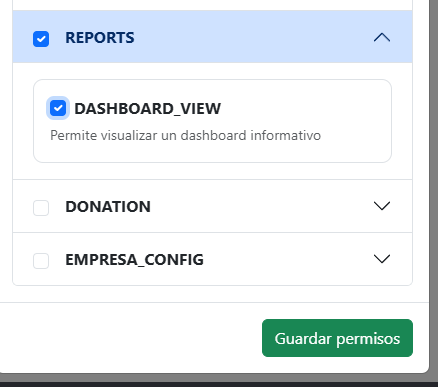 REPORTS
DASHBOARD_VIEW
Permite visualizar un dashboard informativo
DONATION
EMPRESA_CONFIG
Guardar permisos